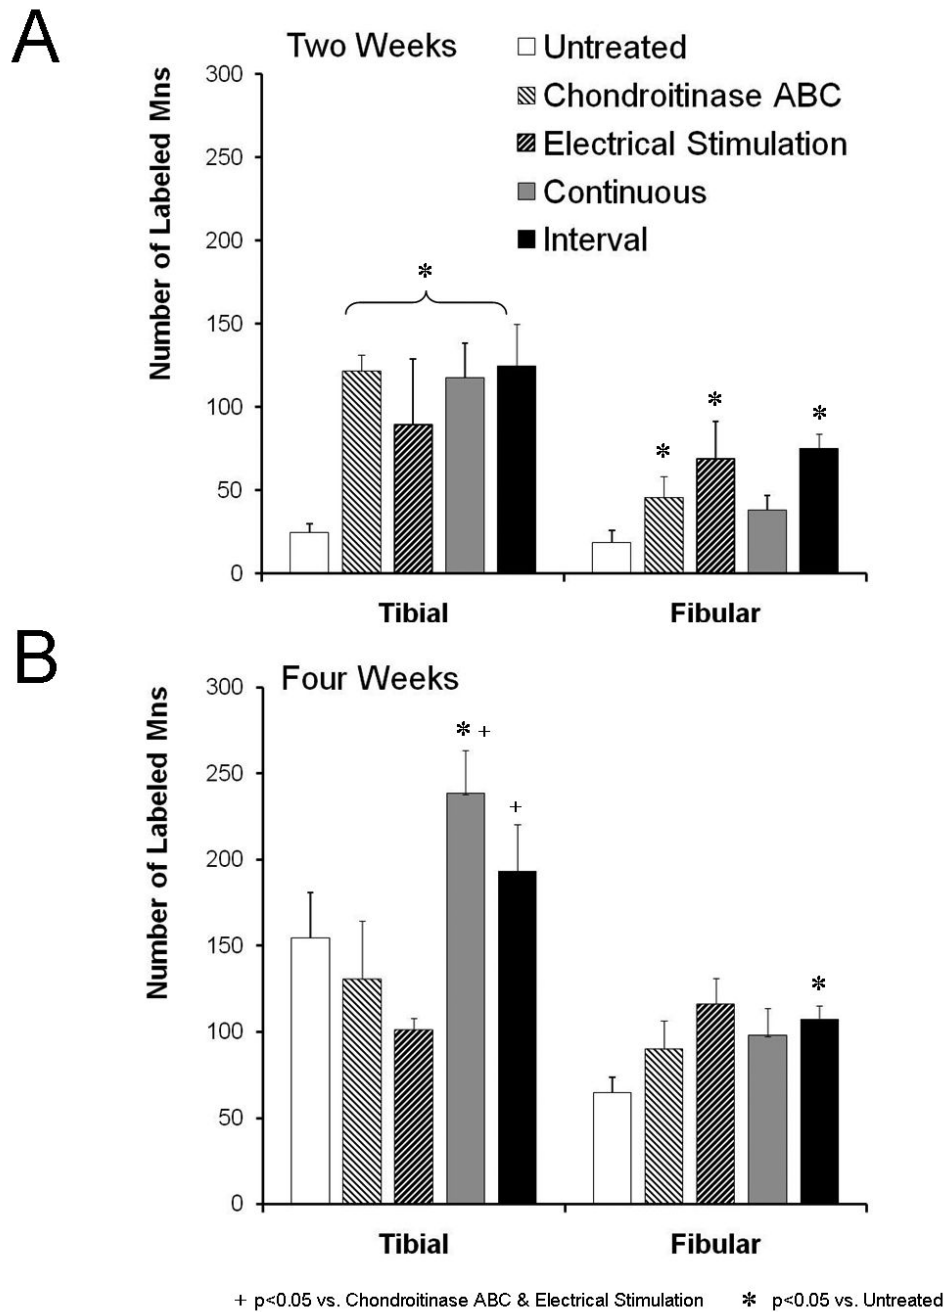 A
Two Weeks
Untreated
Chondroitinase ABC
Electrical Stimulation
Continuous
Interval
Number of Labeled Mns
300
250
200
150
100
50
0
*
*
*
*
Tibial
Fibular
B
Four Weeks
Number of Labeled Mns
300
250
200
150
100
50
0
* +
+
*
Tibial
Fibular
+ p<0.05 vs. Chondroitinase ABC & Electrical Stimulation * p<0.05 vs. Untreated